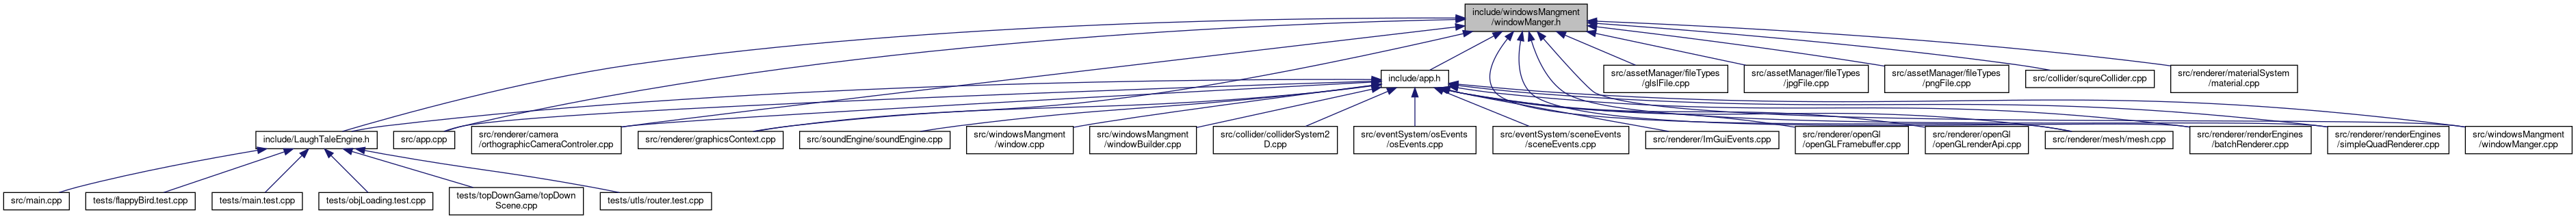 include/windowsMangment
/windowManger.h
include/app.h
src/assetManager/fileTypes
/glslFile.cpp
src/assetManager/fileTypes
/jpgFile.cpp
src/assetManager/fileTypes
/pngFile.cpp
src/collider/squreCollider.cpp
src/renderer/materialSystem
/material.cpp
include/LaughTaleEngine.h
src/app.cpp
src/renderer/camera
/orthographicCameraControler.cpp
src/renderer/graphicsContext.cpp
src/soundEngine/soundEngine.cpp
src/windowsMangment
/window.cpp
src/windowsMangment
/windowBuilder.cpp
src/collider/colliderSystem2
D.cpp
src/eventSystem/osEvents
/osEvents.cpp
src/eventSystem/sceneEvents
/sceneEvents.cpp
src/renderer/ImGuiEvents.cpp
src/renderer/openGl
/openGLFramebuffer.cpp
src/renderer/openGl
/openGLrenderApi.cpp
src/renderer/mesh/mesh.cpp
src/renderer/renderEngines
/batchRenderer.cpp
src/renderer/renderEngines
/simpleQuadRenderer.cpp
src/windowsMangment
/windowManger.cpp
src/main.cpp
tests/flappyBird.test.cpp
tests/main.test.cpp
tests/objLoading.test.cpp
tests/topDownGame/topDown
Scene.cpp
tests/utls/router.test.cpp